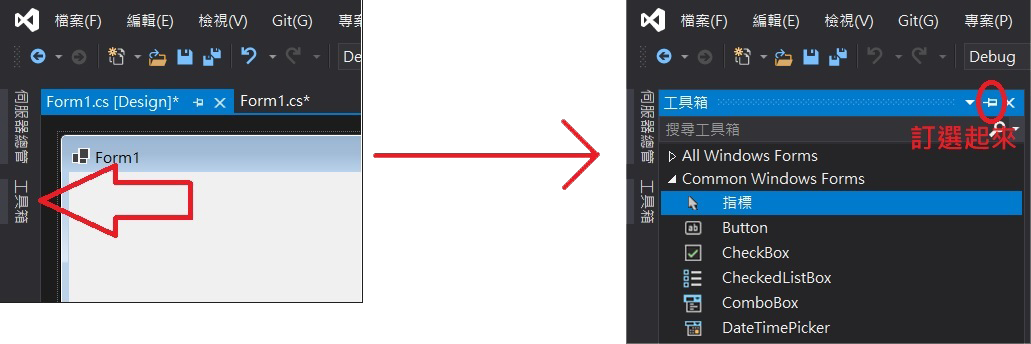 檔案(F) 編輯(E) 檢視(V) Git(G) 專案
De
伺服器總管
工具箱
Form1.cs [Design]* Form1.cs*
Form1
檔案(F) 編輯(E) 檢視(V) Git(G) 專案(P)
Debug
伺服器總管
工具箱
工具箱
搜尋工具箱
訂選起來
All Windows Forms
Common Windows Forms
指標
Button
CheckBox
CheckedListBox
ComboBox
DateTimePicker